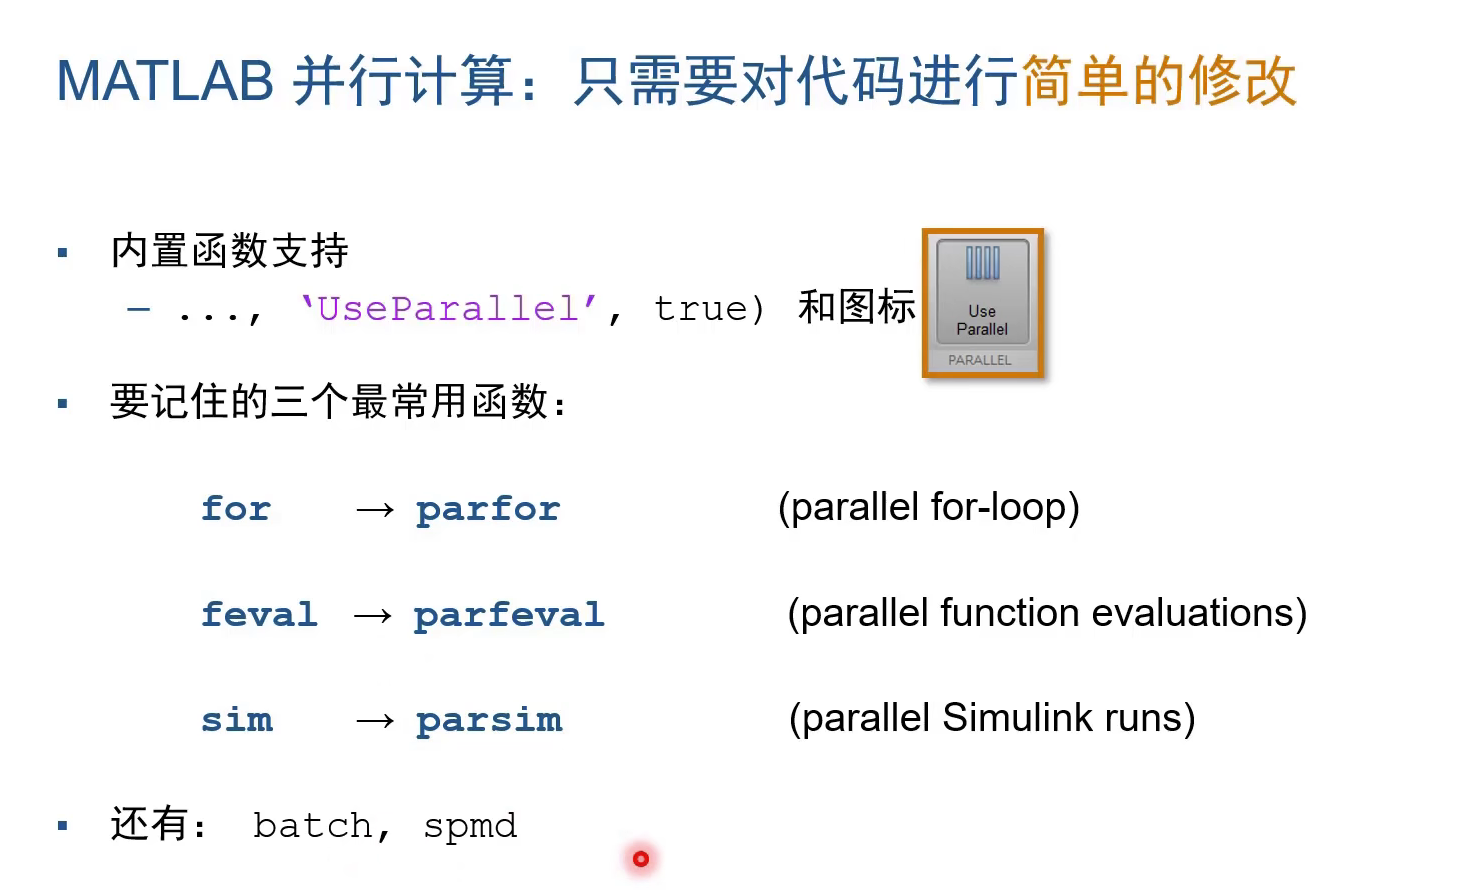 MATLAB 并行计算：只需要对代码进行简单的修改
▪ 内置函数支持
– ..., ‘UseParallel’, true) 和图标
Use
Parallel
PARALLEL
▪ 要记住的三个最常用函数：
for → parfor (parallel for-loop)
feval → parfeval (parallel function evaluations)
sim → parsim (parallel Simulink runs)
▪ 还有： batch, spmd